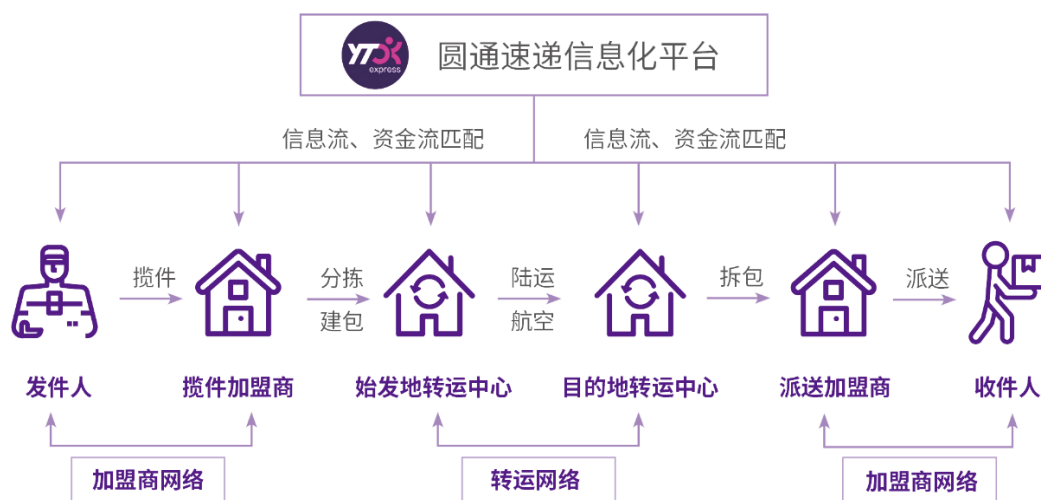 YTO express
圆通速递信息化平台
信息流、资金流匹配
信息流、资金流匹配
揽件
分拣
建包
陆运
航空
拆包
派送
发件人
揽件加盟商
始发地转运中心
目的地转运中心
派送加盟商
收件人
加盟商网络
转运网络
加盟商网络